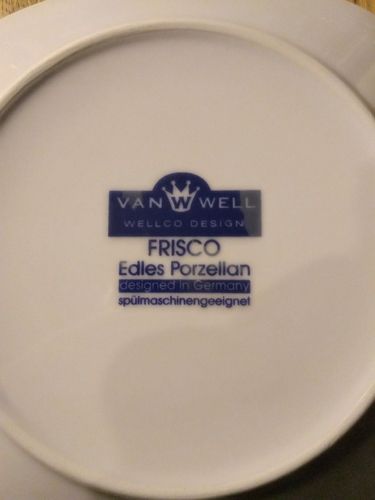 VAN W WELL
WELLCO DESIGN
FRISCO
Edles Porzellan
designed in Germany
spülmaschinengeeignet